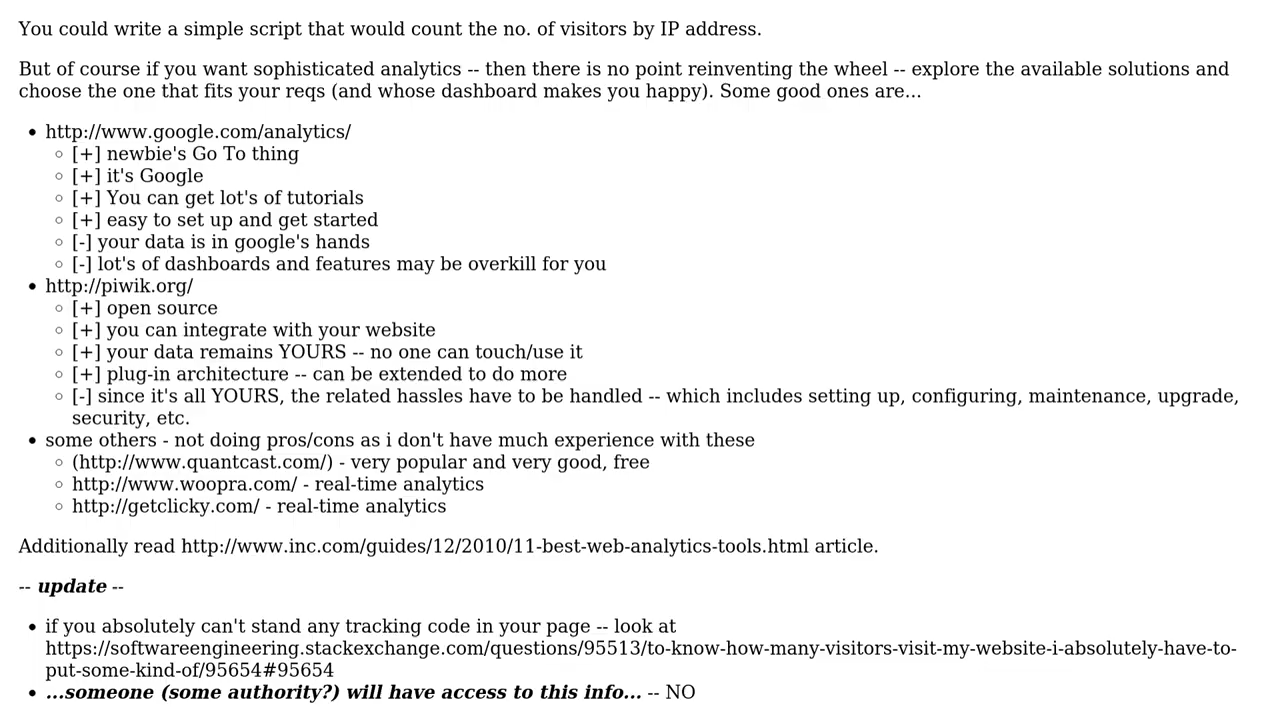 You could write a simple script that would count the no. of visitors by IP address.
But of course if you want sophisticated analytics -- then there is no point reinventing the wheel -- explore the available solutions and
choose the one that fits your reqs (and whose dashboard makes you happy). Some good ones are...
• http://www.google.com/analytics/
◦ [+] newbie's Go To thing
◦ [+] it's Google
◦ [+] You can get lot's of tutorials
◦ [+] easy to set up and get started
◦ [-] your data is in google's hands
◦ [-] lot's of dashboards and features may be overkill for you
• http://piwik.org/
◦ [+] open source
◦ [+] you can integrate with your website
◦ [+] your data remains YOURS -- no one can touch/use it
◦ [+] plug-in architecture -- can be extended to do more
◦ [-] since it's all YOURS, the related hassles have to be handled -- which includes setting up, configuring, maintenance, upgrade,
security, etc.
• some others - not doing pros/cons as i don't have much experience with these
◦ (http://www.quantcast.com/) - very popular and very good, free
◦ http://www.woopra.com/ - real-time analytics
◦ http://getclicky.com/ - real-time analytics
Additionally read http://www.inc.com/guides/12/2010/11-best-web-analytics-tools.html article.
-- update --
• if you absolutely can't stand any tracking code in your page -- look at
https://softwareengineering.stackexchange.com/questions/95513/to-know-how-many-visitors-visit-my-website-i-absolutely-have-to-
put-some-kind-of/95654#95654
• ...someone (some authority?) will have access to this info... -- NO